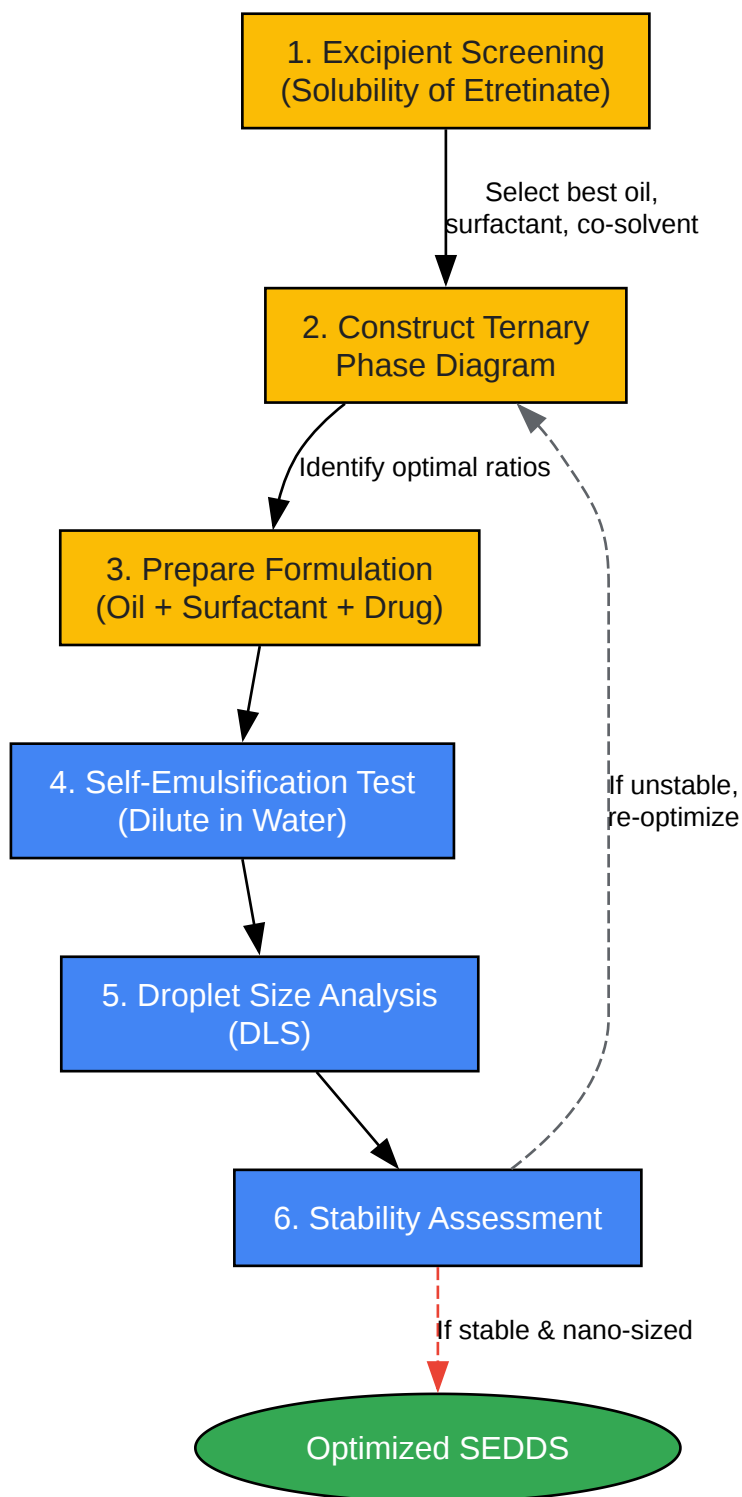 1. Excipient Screening
(Solubility of Etretinate)
Select best oil,
surfactant, co-solvent
2. Construct Ternary
Phase Diagram
Identify optimal ratios
3. Prepare Formulation
(Oil + Surfactant + Drug)
4. Self-Emulsification Test
(Dilute in Water)
If unstable,
re-optimize
5. Droplet Size Analysis
(DLS)
6. Stability Assessment
If stable & nano-sized
Optimized SEDDS